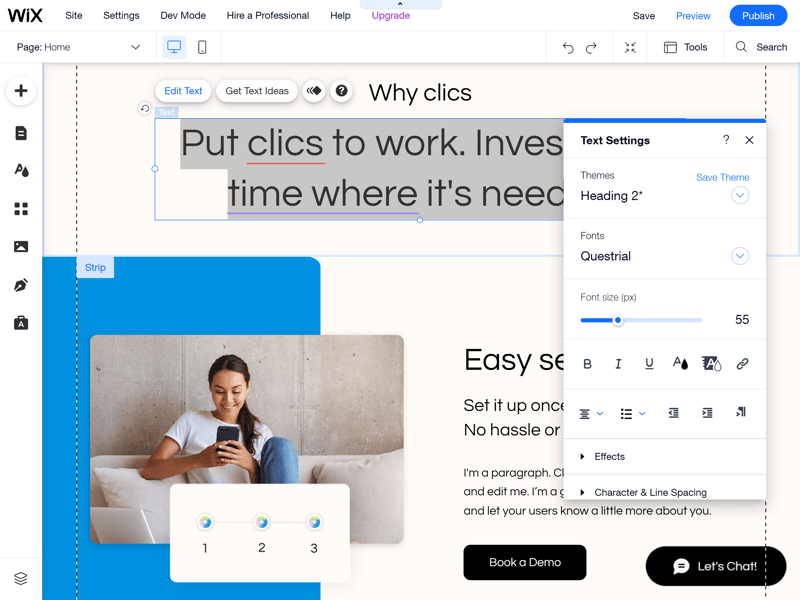 WiX Site Settings Dev Mode Hire a Professional Help Upgrade Save Preview Publish
Page: Home Tools Search
Edit Text Get Text Ideas
Why clics
Text
Put clics to work. Inves
time where it's need
Text Settings ?
Themes Save Theme
Heading 2*
Fonts
Questrial
Font size (px)
55
B I U A A
Effects
Character & Line Spacing
Strip
1 2 3
Easy se
Set it up once
No hassle or
I'm a paragraph. Cl
and edit me. I'm a g
and let your users know a little more about you.
Book a Demo
Let's Chat!